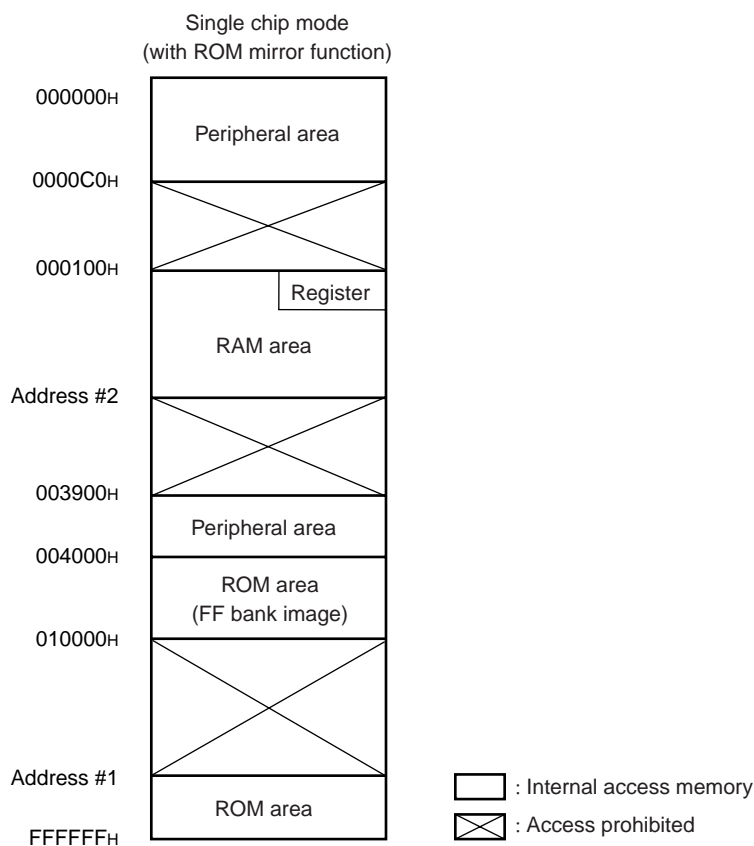 Single chip mode
(with ROM mirror function)
000000H
Peripheral area
0000C0H
000100H
Register
RAM area
Address #2
003900H
Peripheral area
004000H
ROM area
(FF bank image)
010000H
Address #1
ROM area
FFFFFFH
: Internal access memory
: Access prohibited